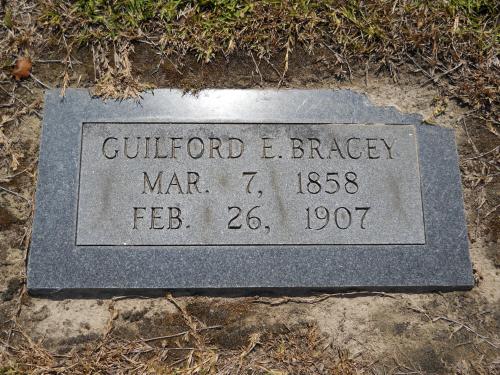 GUILFORD E. BRACEY
MAR. 7, 1858
FEB. 26, 1907